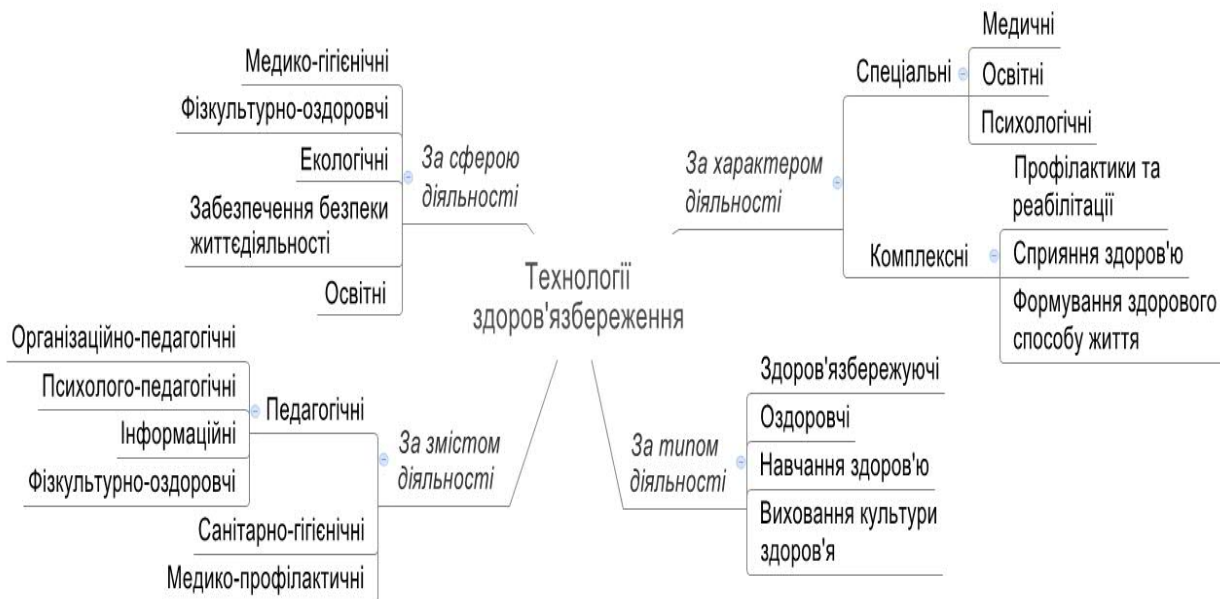 Технології
здоров'язбереження
За сферою
діяльності
Медико-гігієнічні
Фізкультурно-оздоровчі
Екологічні
Забезпечення безпеки
життєдіяльності
Освітні
За характером
діяльності
Спеціальні
Медичні
Освітні
Психологічні
Комплексні
Профілактики та
реабілітації
Сприяння здоров'ю
Формування здорового
способу життя
За змістом
діяльності
Педагогічні
Організаційно-педагогічні
Психолого-педагогічні
Інформаційні
Фізкультурно-оздоровчі
Санітарно-гігієнічні
Медико-профілактичні
За типом
діяльності
Здоров'язбережуючі
Оздоровчі
Навчання здоров'ю
Виховання культури
здоров'я